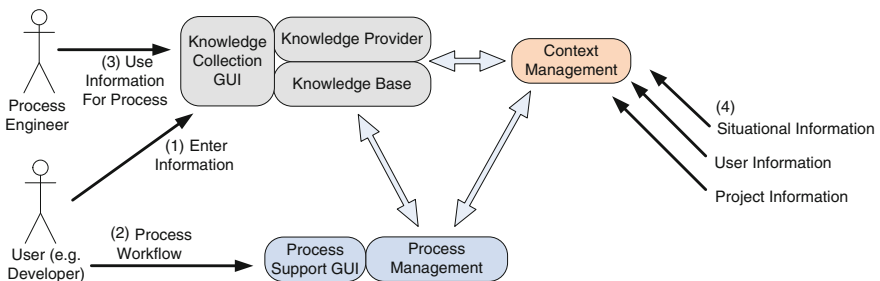 Process
Engineer
(3) Use
Information
For Process
Knowledge
Collection
GUI
Knowledge Provider
Knowledge Base
Context
Management
(4)
Situational Information
User Information
Project Information
(1) Enter
Information
User (e.g.
Developer)
(2) Process
Workflow
Process
Support GUI
Process
Management